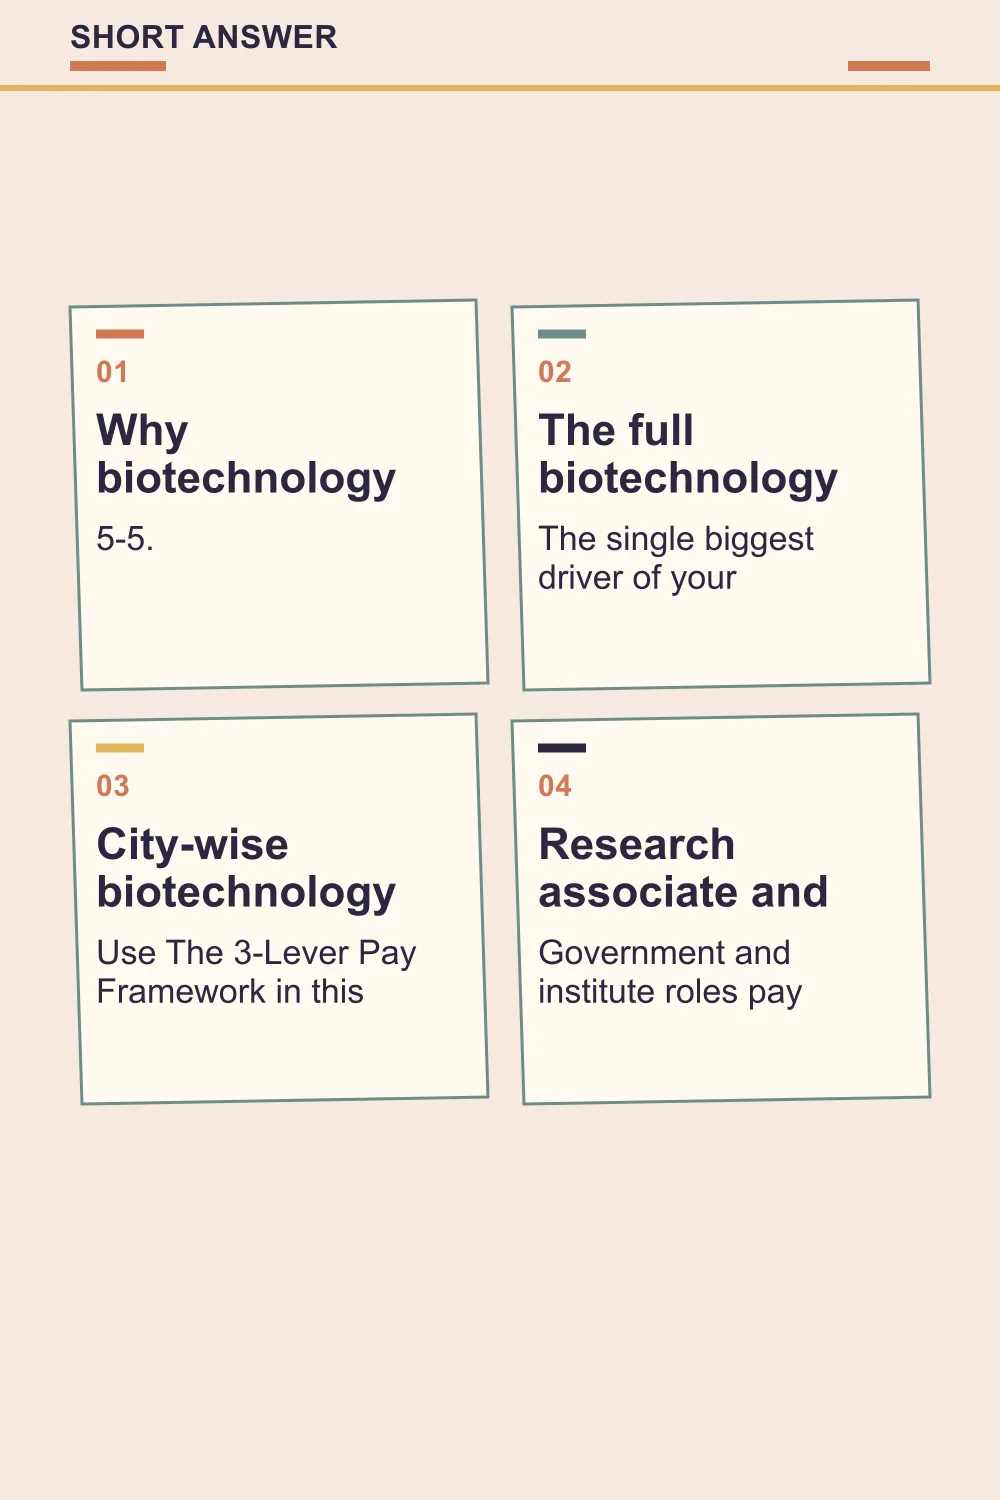 SHORT ANSWER
01
Why
biotechnology
5-5.
02
The full
biotechnology
The single biggest
driver of your
03
City-wise
biotechnology
Use The 3-Lever Pay
Framework in this
04
Research
associate and
Government and
institute roles pay